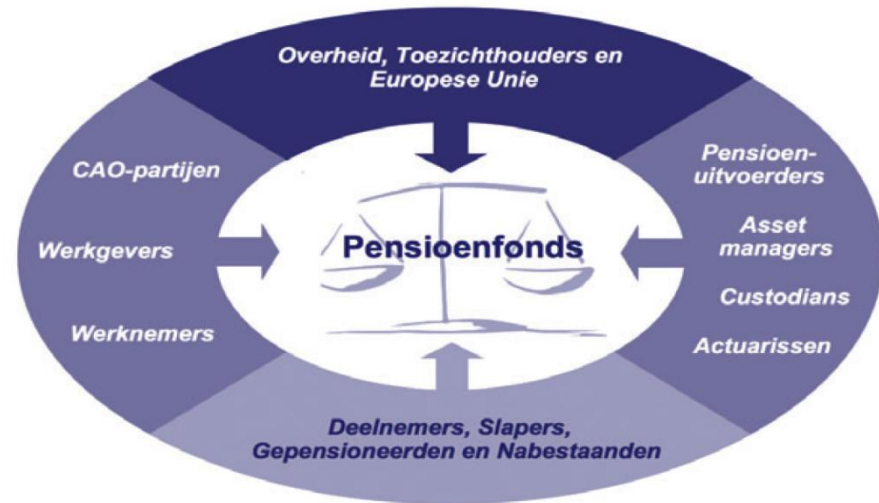 Overheid, Toezichthouders en
Europese Unie
CAO-partijen
Werkgevers
Werknemers
Pensioenfonds
Pensioen-
uitvoerders
Asset
managers
Custodians
Actuarissen
Deelnemers, Slapers,
Gepensioneerden en Nabestaanden